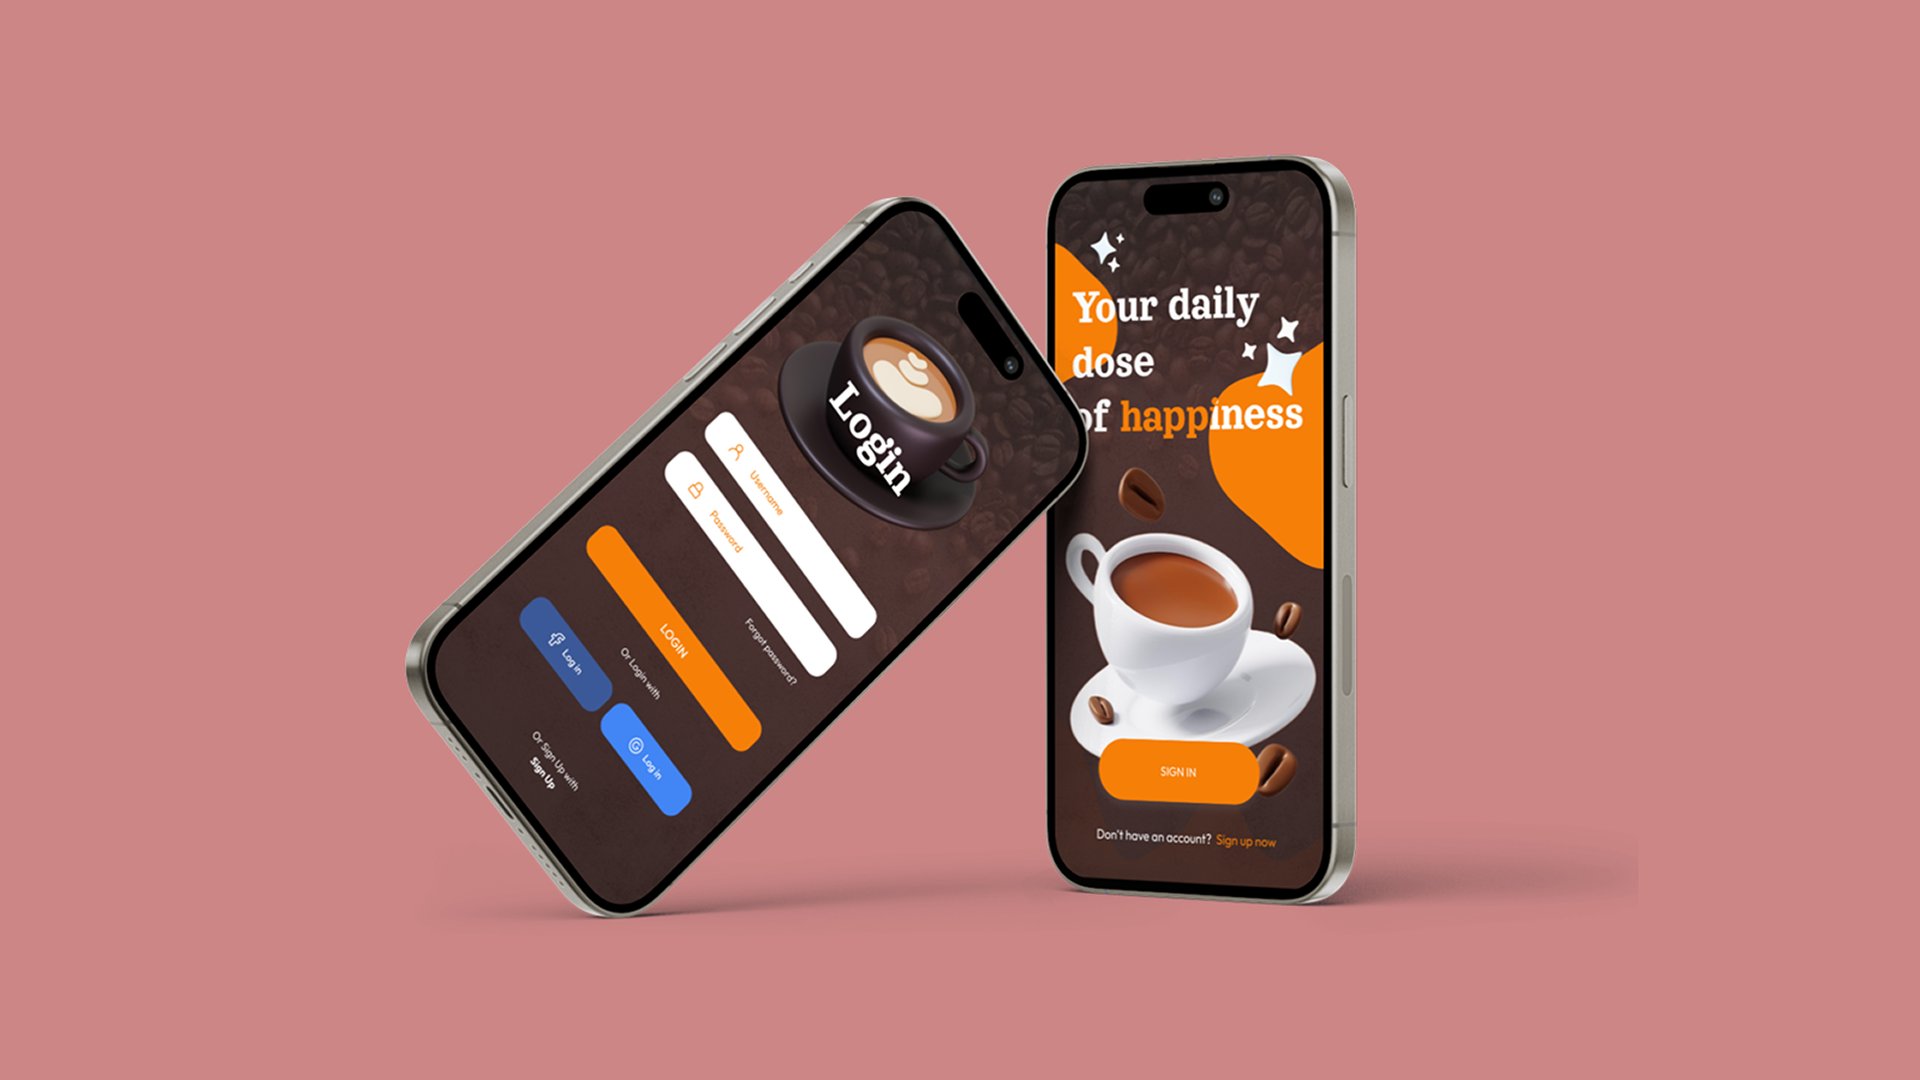 Login
Username
Password
Forgot password?
LOGIN
Or Login with
Log in
Log in
Or Sign Up with
Sign Up
Your daily
dose
of happiness
SIGN IN
Don't have an account? Sign up now